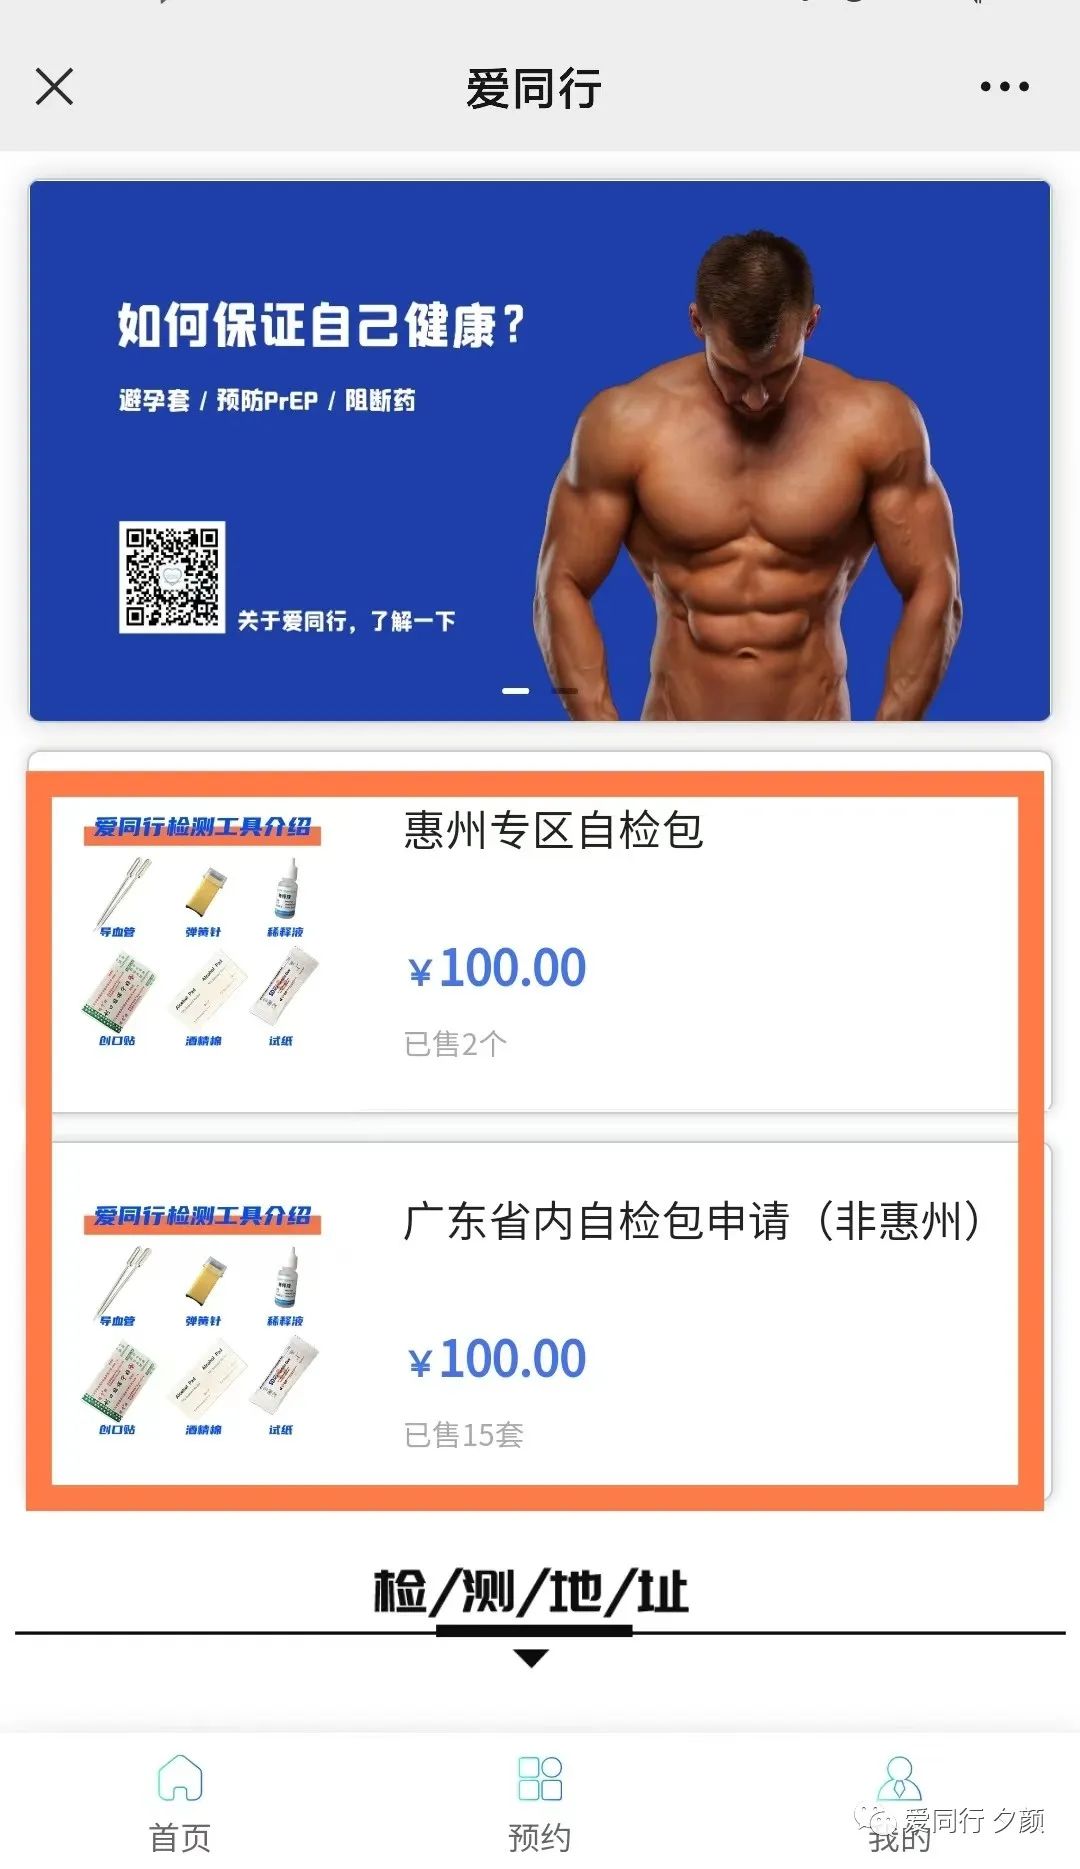 爱同行
如何保证自己健康？
避孕套 / 预防PrEP / 阻断药
关于爱同行，了解一下
爱同行检测工具介绍
导血管
弹簧针
稀释液
创口贴
酒精棉
试纸
惠州专区自检包
¥100.00
已售2个
爱同行检测工具介绍
导血管
弹簧针
稀释液
创口贴
酒精棉
试纸
广东省内自检包申请（非惠州）
¥100.00
已售15套
检/测/地/址
首页
预约
我的
爱同行 夕颜